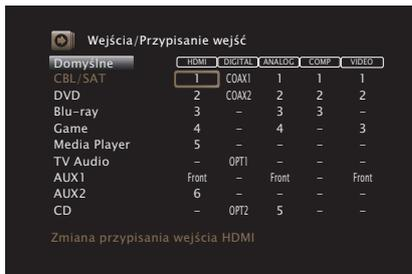 Wejścia/Przypisanie wejść
Domyślne HDMI DIGITAL ANALOG COMP VIDEO
CBL/SAT 1 COAX1 1 1 1
DVD 2 COAX2 2 2 2
Blu-ray 3 – 3 3 –
Game 4 – 4 – 3
Media Player 5 – – – –
TV Audio – OPT1 – – –
AUX1 Front – Front – Front
AUX2 6 – – – –
CD – OPT2 5 – –
Zmiana przypisania wejścia HDMI